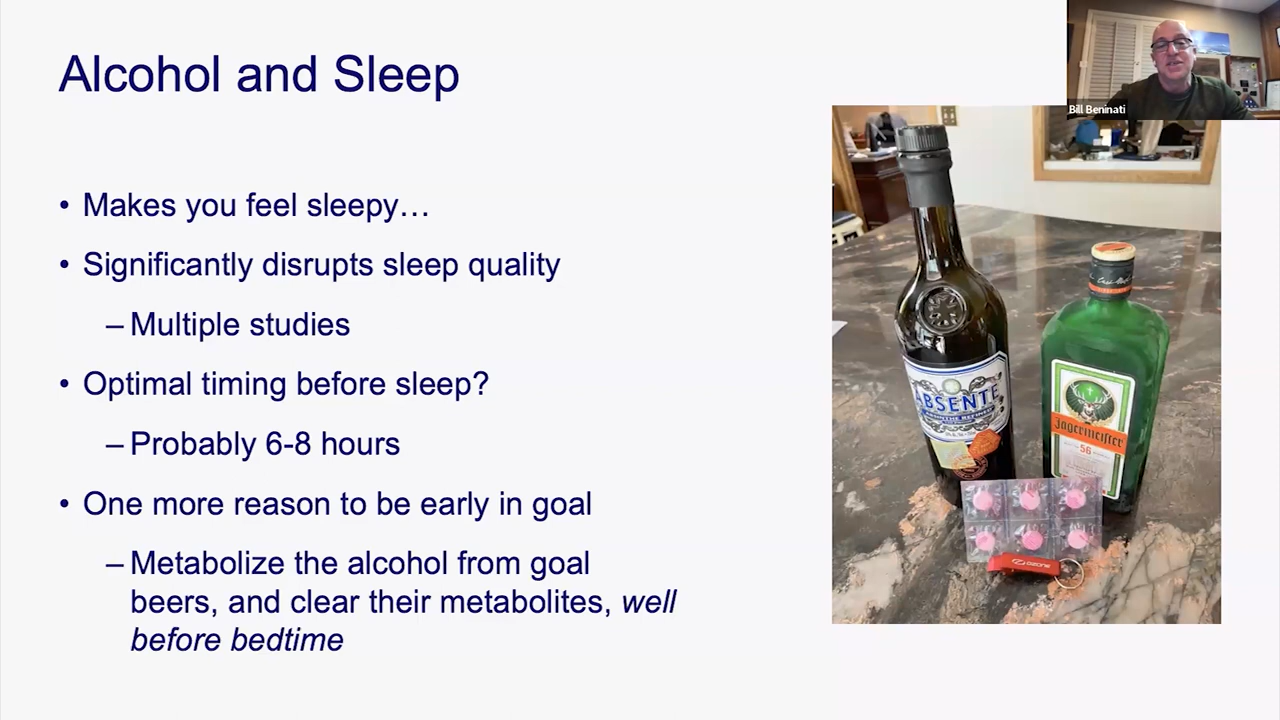 Alcohol and Sleep
Bill Beninati
• Makes you feel sleepy…
• Significantly disrupts sleep quality
– Multiple studies
• Optimal timing before sleep?
– Probably 6-8 hours
• One more reason to be early in goal
– Metabolize the alcohol from goal
beers, and clear their metabolites, well
before bedtime
ABSENTE
Jägermeister
56
OZONE